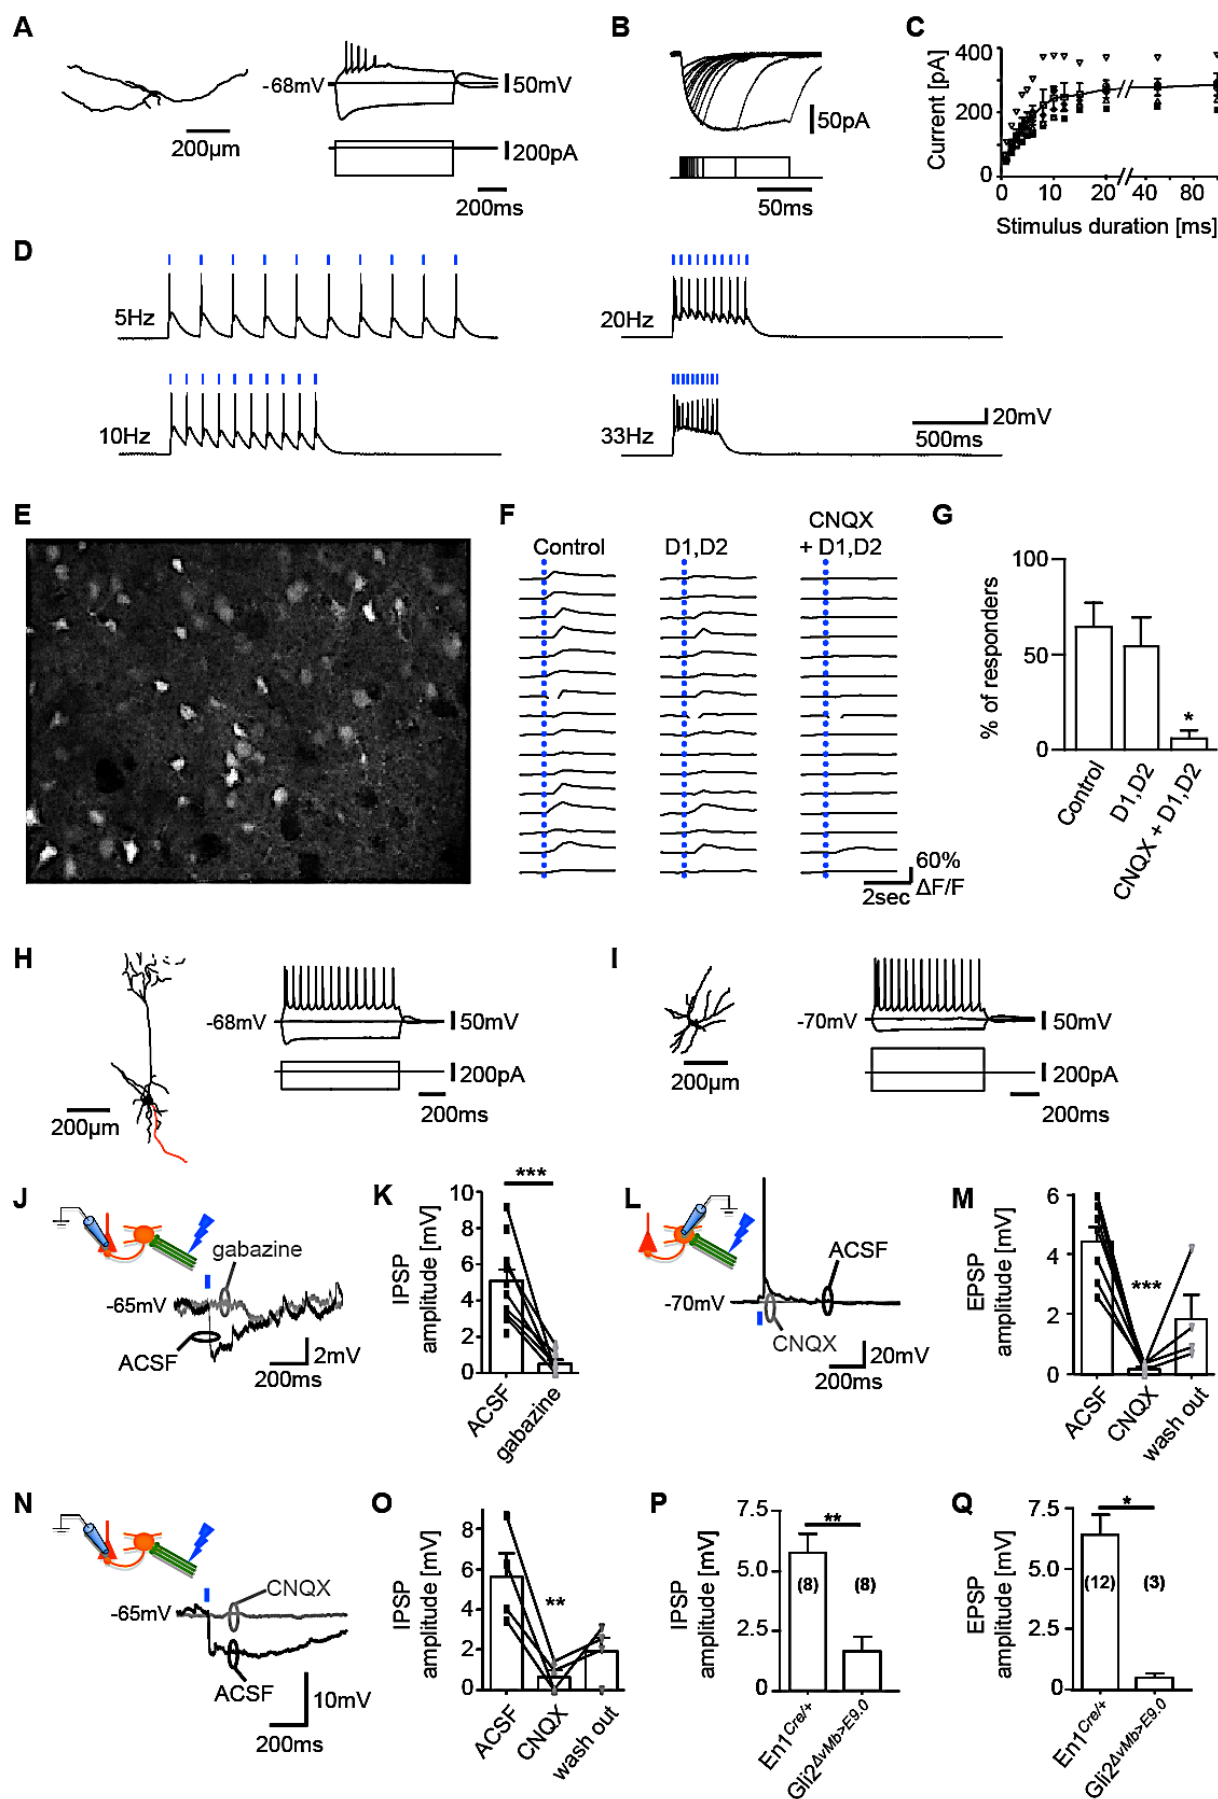 A
-68mV
50mV
200µm
200pA
200ms
B
50pA
50ms
C
Current [pA]
400
200
0
0
10
20
40
80
Stimulus duration [ms]
D
5Hz
20Hz
10Hz
33Hz
20mV
500ms
E
F
Control
D1,D2
CNQX
+ D1,D2
60%
ΔF/F
2sec
G
% of responders
100
50
0
*
Control
D1,D2
CNQX + D1,D2
H
-68mV
50mV
200pA
200µm
200ms
I
-70mV
50mV
200µm
200pA
200ms
J
gabazine
-65mV
ACSF
2mV
200ms
K
IPSP
amplitude [mV]
10
8
6
4
2
0
***
ACSF
gabazine
L
ACSF
-70mV
CNQX
20mV
200ms
M
EPSP
amplitude [mV]
6
4
2
0
***
ACSF
CNQX
wash out
N
CNQX
-65mV
ACSF
10mV
200ms
O
IPSP
amplitude [mV]
8
6
4
2
0
**
ACSF
CNQX
wash out
P
IPSP
amplitude [mV]
7.5
5.0
2.5
0
**
(8)
(8)
En1Cre/+
Gli2ΔvMb>E9.0
Q
EPSP
amplitude [mV]
7.5
5.0
2.5
0
*
(12)
(3)
En1Cre/+
Gli2ΔvMb>E9.0